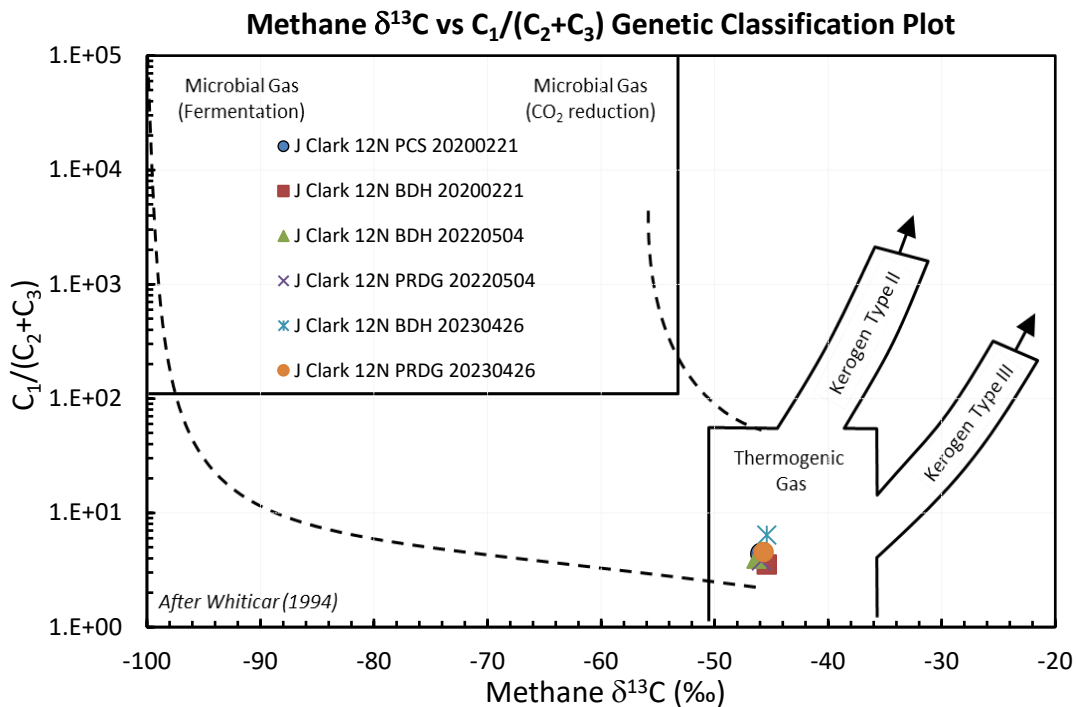 Methane δ¹³C vs C₁/(C₂+C₃) Genetic Classification Plot
C₁/(C₂+C₃)
1.E+05
1.E+04
1.E+03
1.E+02
1.E+01
1.E+00
Microbial Gas
(Fermentation)
Microbial Gas
(CO₂ reduction)
J Clark 12N PCS 20200221
J Clark 12N BDH 20200221
J Clark 12N BDH 20220504
J Clark 12N PRDG 20220504
J Clark 12N BDH 20230426
J Clark 12N PRDG 20230426
Kerogen Type II
Kerogen Type III
Thermogenic
Gas
After Whiticar (1994)
-100 -90 -80 -70 -60 -50 -40 -30 -20
Methane δ¹³C (‰)